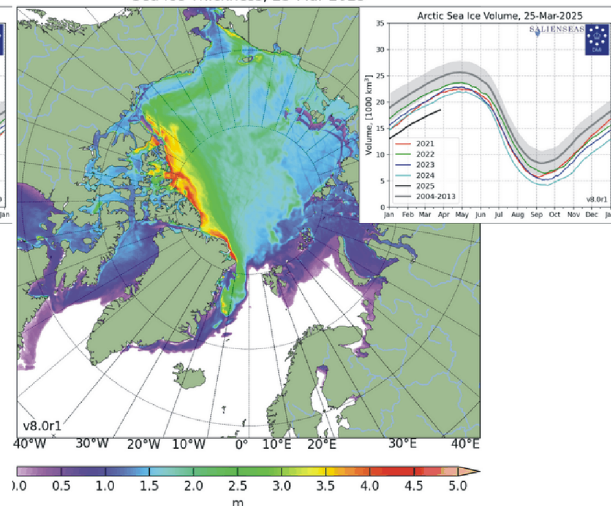 Arctic Sea Ice Volume, 25-Mar-2025
SALIENSEAS
Volume, [1000 km³]
35
30
25
20
15
10
5
0
2021
2022
2023
2024
2025
2004-2013
v8.0r1
Jan Feb Mar Apr May Jun Jul Aug Sep Oct Nov Dec
Jan
v8.0r1
40°W 30°W 20°W 10°W 0° 10°E 20°E 30°E 40°E
0.5 1.0 1.5 2.0 2.5 3.0 3.5 4.0 4.5 5.0
m